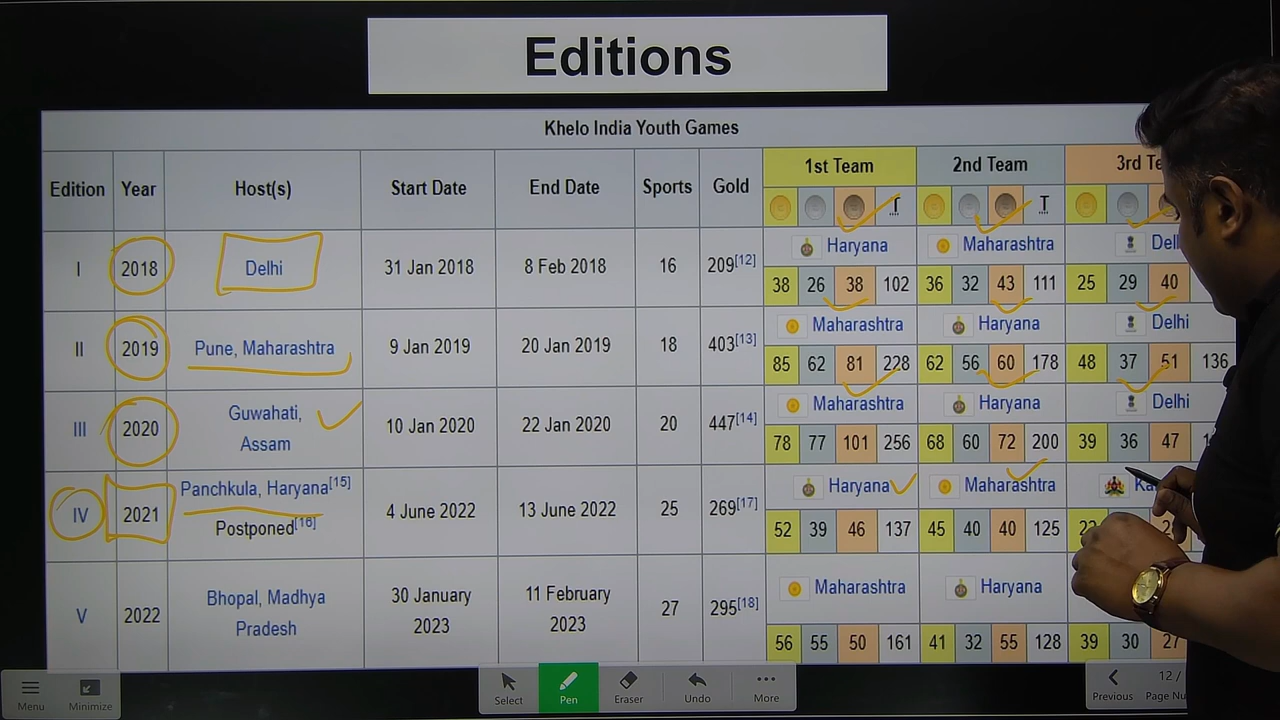 Editions
Khelo India Youth Games
Edition Year Host(s) Start Date End Date Sports Gold 1st Team 2nd Team 3rd
T T
I 2018 Delhi 31 Jan 2018 8 Feb 2018 16 209[12] Haryana Maharashtra
38 26 38 102 36 32 43 111 25 29 40
II 2019 Pune, Maharashtra 9 Jan 2019 20 Jan 2019 18 403[13] Maharashtra Haryana Delhi
85 62 81 228 62 56 60 178 48 37 51 136
III 2020 Guwahati, Assam 10 Jan 2020 22 Jan 2020 20 447[14] Maharashtra Haryana Delhi
78 77 101 256 68 60 72 200 39 36 47
IV 2021 Panchkula, Haryana[15] Postponed[16] 4 June 2022 13 June 2022 25 269[17] Haryana Maharashtra
52 39 46 137 45 40 40 125
V 2022 Bhopal, Madhya Pradesh 30 January 2023 11 February 2023 27 295[18] Maharashtra Haryana
56 55 50 161 41 32 55 128 39 30 27
Menu Minimize Select Pen Eraser Undo More Previous 12 / Page